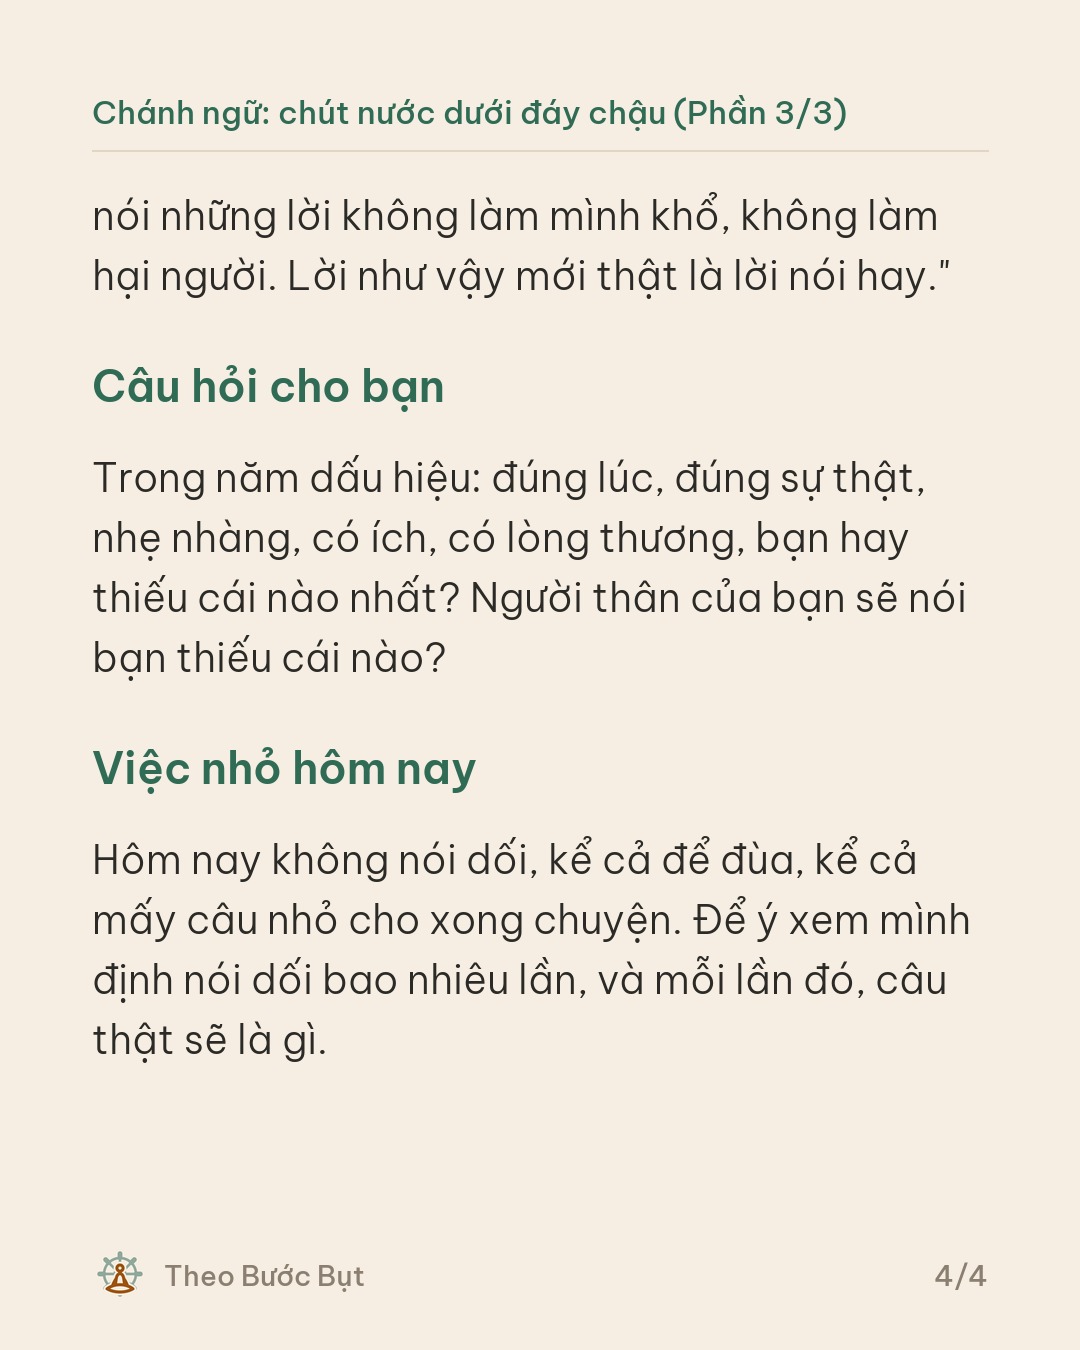 Chánh ngữ: chút nước dưới đáy chậu (Phần 3/3)
nói những lời không làm mình khổ, không làm
hại người. Lời như vậy mới thật là lời nói hay."
Câu hỏi cho bạn
Trong năm dấu hiệu: đúng lúc, đúng sự thật,
nhẹ nhàng, có ích, có lòng thương, bạn hay
thiếu cái nào nhất? Người thân của bạn sẽ nói
bạn thiếu cái nào?
Việc nhỏ hôm nay
Hôm nay không nói dối, kể cả để đùa, kể cả
mấy câu nhỏ cho xong chuyện. Để ý xem mình
định nói dối bao nhiêu lần, và mỗi lần đó, câu
thật sẽ là gì.
Theo Bước Bụt
4/4